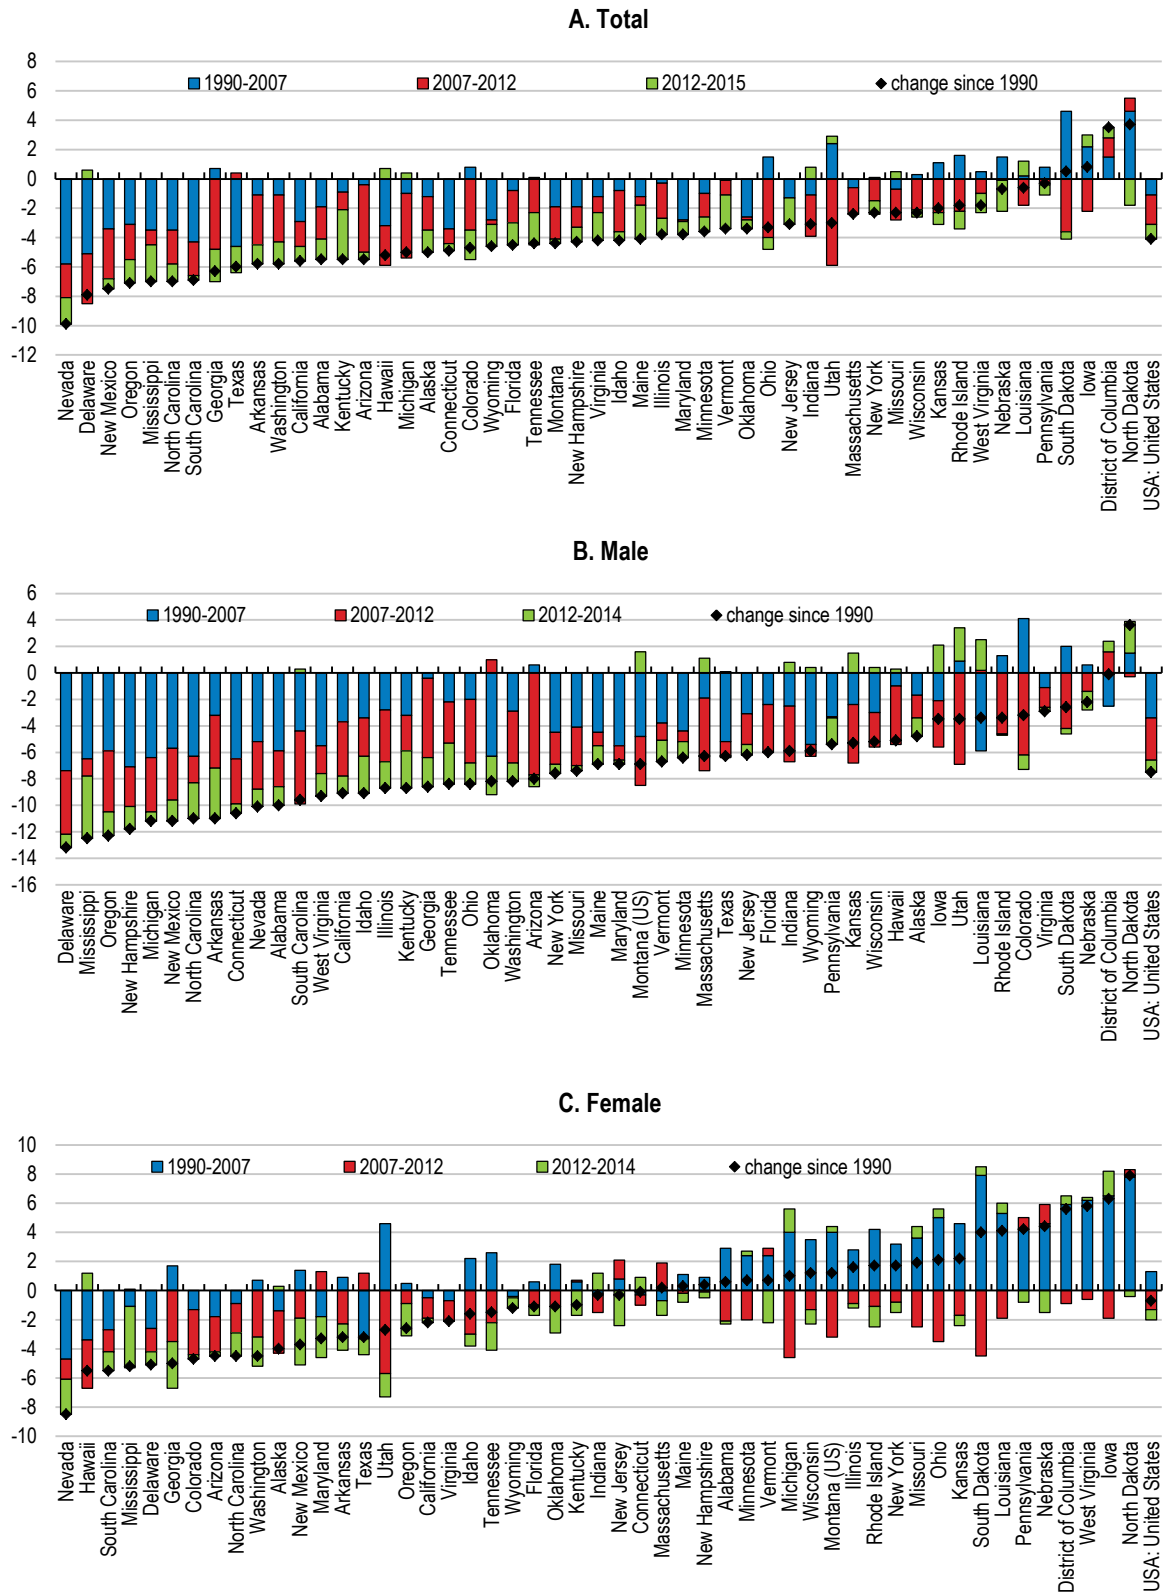 A. Total
8
1990-2007
2007-2012
2012-2015
change since 1990
6
4
2
0
-2
-4
-6
-8
-10
-12
Nevada
Delaware
New Mexico
Oregon
Mississippi
North Carolina
South Carolina
Georgia
Texas
Arkansas
Washington
California
Alabama
Kentucky
Arizona
Hawaii
Michigan
Alaska
Connecticut
Colorado
Wyoming
Florida
Tennessee
Montana
New Hampshire
Virginia
Idaho
Maine
Illinois
Maryland
Minnesota
Vermont
Oklahoma
Ohio
New Jersey
Indiana
Utah
Massachusetts
New York
Missouri
Wisconsin
Kansas
Rhode Island
West Virginia
Nebraska
Louisiana
Pennsylvania
South Dakota
Iowa
District of Columbia
North Dakota
USA: United States
B. Male
6
1990-2007
2007-2012
2012-2014
change since 1990
4
2
0
-2
-4
-6
-8
-10
-12
-14
-16
Delaware
Mississippi
Oregon
New Hampshire
Michigan
New Mexico
North Carolina
Arkansas
Connecticut
Nevada
Alabama
South Carolina
West Virginia
California
Idaho
Illinois
Kentucky
Georgia
Tennessee
Ohio
Oklahoma
Washington
Arizona
New York
Missouri
Maine
Maryland
Montana (US)
Vermont
Minnesota
Massachusetts
Texas
New Jersey
Florida
Indiana
Wyoming
Pennsylvania
Kansas
Wisconsin
Hawaii
Alaska
Iowa
Utah
Louisiana
Rhode Island
Colorado
Virginia
South Dakota
Nebraska
District of Columbia
North Dakota
USA: United States
C. Female
10
1990-2007
2007-2012
2012-2014
change since 1990
8
6
4
2
0
-2
-4
-6
-8
-10
Nevada
Hawaii
South Carolina
Mississippi
Delaware
Georgia
Colorado
Arizona
North Carolina
Washington
Alaska
New Mexico
Maryland
Arkansas
Texas
Utah
Oregon
California
Virginia
Idaho
Tennessee
Wyoming
Florida
Oklahoma
Kentucky
Indiana
New Jersey
Connecticut
Massachusetts
Maine
New Hampshire
Alabama
Minnesota
Vermont
Michigan
Wisconsin
Montana (US)
Illinois
Rhode Island
New York
Missouri
Ohio
Kansas
South Dakota
Louisiana
Pennsylvania
Nebraska
District of Columbia
West Virginia
Iowa
North Dakota
USA: United States